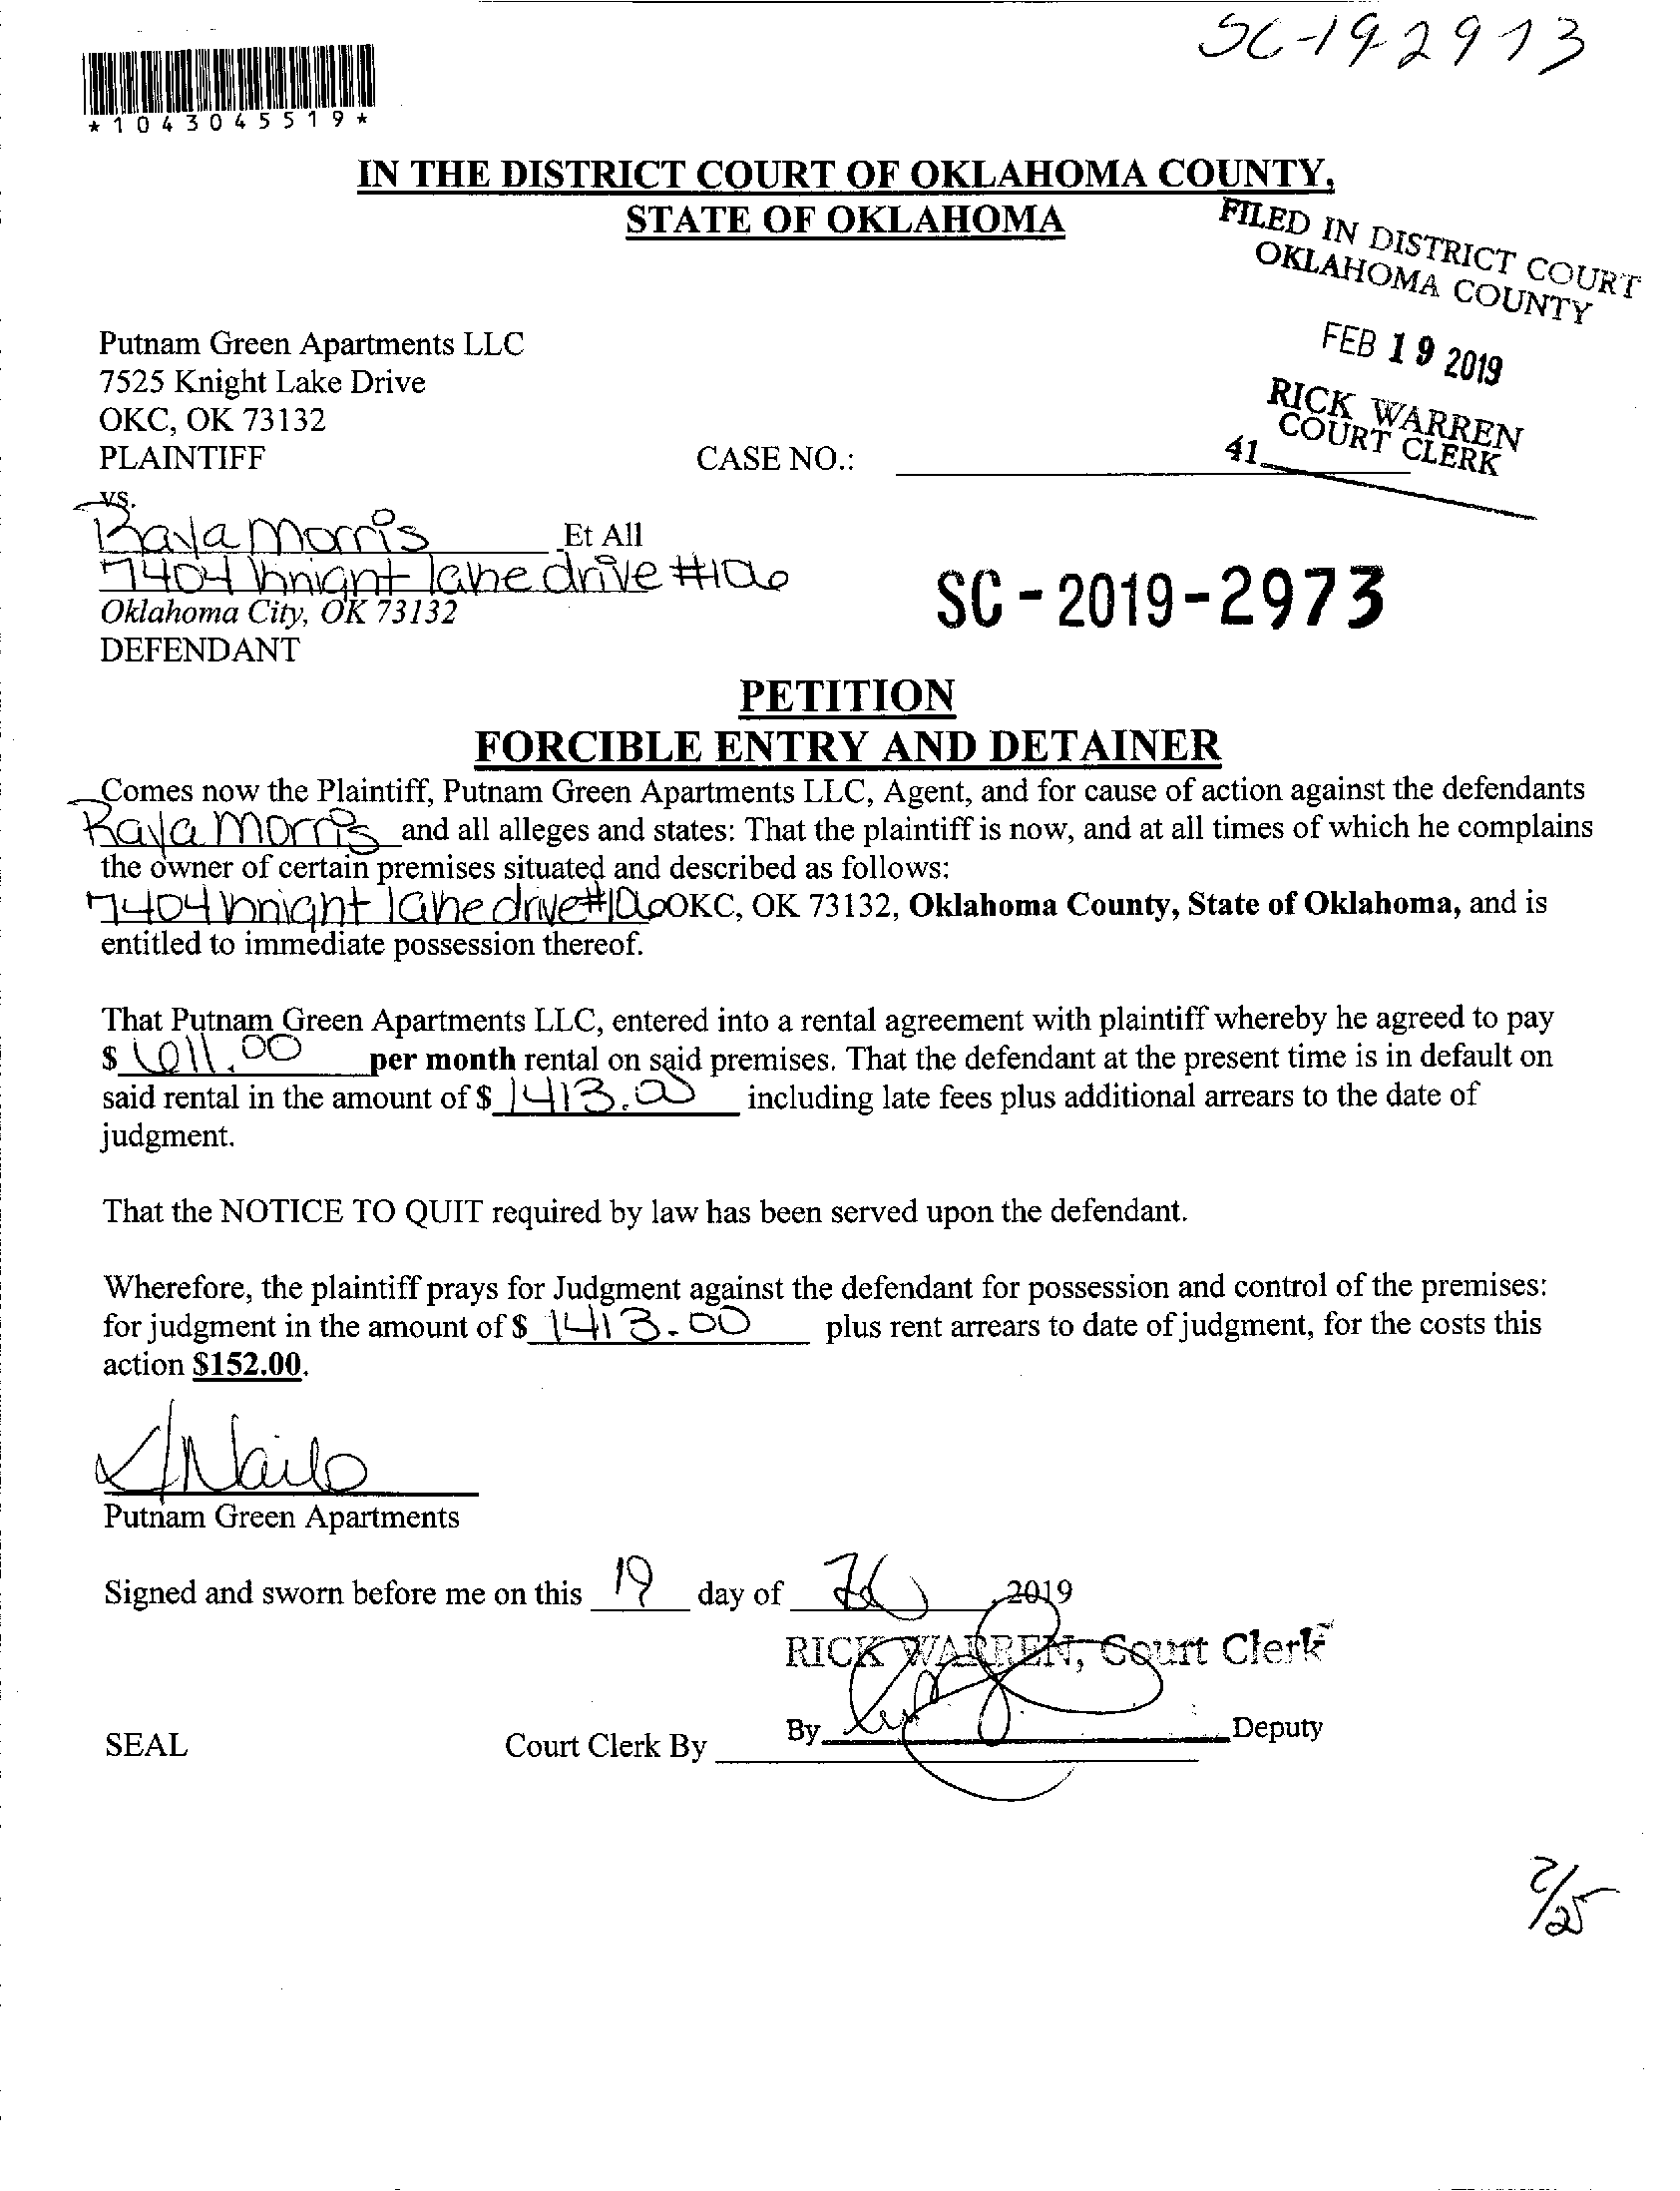 SC-19-2973
*1043045519*
IN THE DISTRICT COURT OF OKLAHOMA COUNTY,
STATE OF OKLAHOMA
FILED IN DISTRICT COURT
OKLAHOMA COUNTY
FEB 19 2019
RICK WARREN
COURT CLERK
41
Putnam Green Apartments LLC
7525 Knight Lake Drive
OKC, OK 73132
PLAINTIFF
CASE NO.:
vs.
Kaya Morris Et All
7404 knight lake drive #106
Oklahoma City, OK 73132
DEFENDANT
SC-2019-2973
PETITION
FORCIBLE ENTRY AND DETAINER
Comes now the Plaintiff, Putnam Green Apartments LLC, Agent, and for cause of action against the defendants
Kaya Morris and all alleges and states: That the plaintiff is now, and at all times of which he complains
the owner of certain premises situated and described as follows:
7404 knight lake drive #106 OKC, OK 73132, Oklahoma County, State of Oklahoma, and is
entitled to immediate possession thereof.
That Putnam Green Apartments LLC, entered into a rental agreement with plaintiff whereby he agreed to pay
$ 611.00 per month rental on said premises. That the defendant at the present time is in default on
said rental in the amount of $ 1413.00 including late fees plus additional arrears to the date of
judgment.
That the NOTICE TO QUIT required by law has been served upon the defendant.
Wherefore, the plaintiff prays for Judgment against the defendant for possession and control of the premises:
for judgment in the amount of $ 1413.00 plus rent arrears to date of judgment, for the costs this
action $152.00.
Putnam Green Apartments
Signed and sworn before me on this 19 day of , 2019
RICK WARREN, Court Clerk
By Deputy
SEAL Court Clerk By
2/25